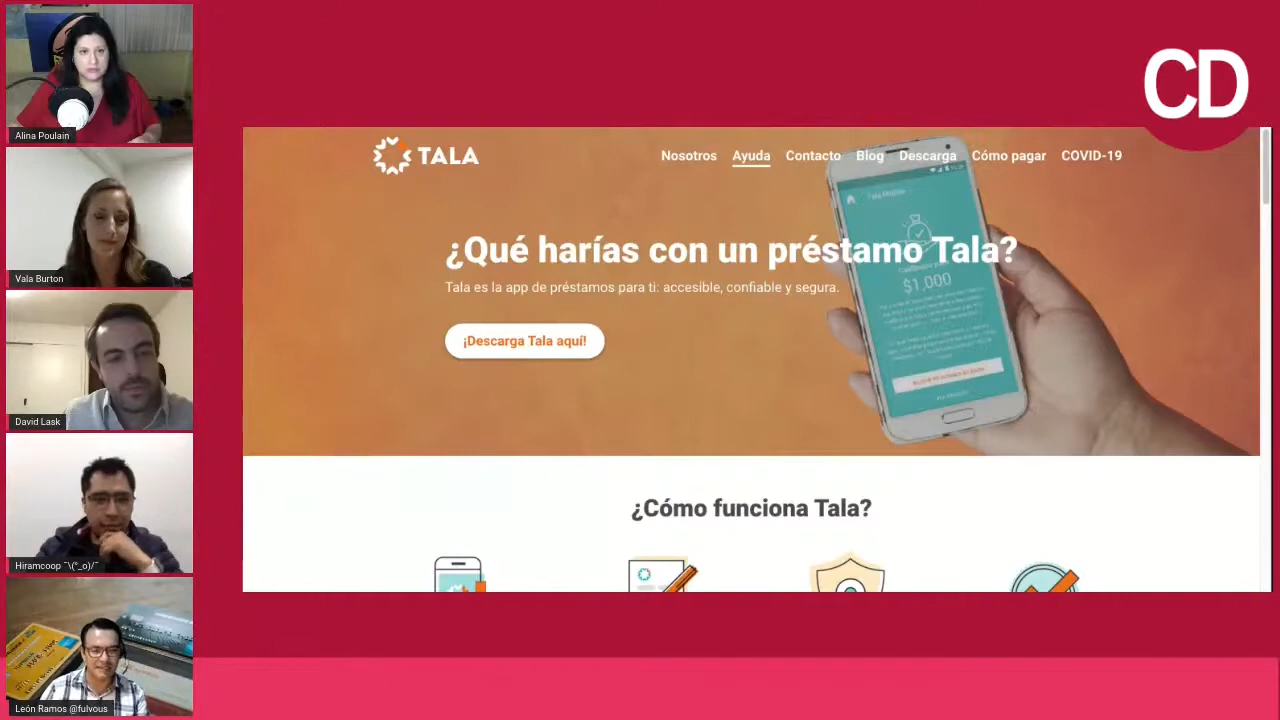 Alina Poulain
Vala Burton
David Lask
Hiramcoop ¯\(°_o)/¯
León Ramos @fulvous
CD
TALA
Nosotros Ayuda Contacto Blog Descarga Cómo pagar COVID-19
¿Qué harías con un préstamo Tala?
Tala es la app de préstamos para ti: accesible, confiable y segura.
¡Descarga Tala aquí!
$1,000
¿Cómo funciona Tala?